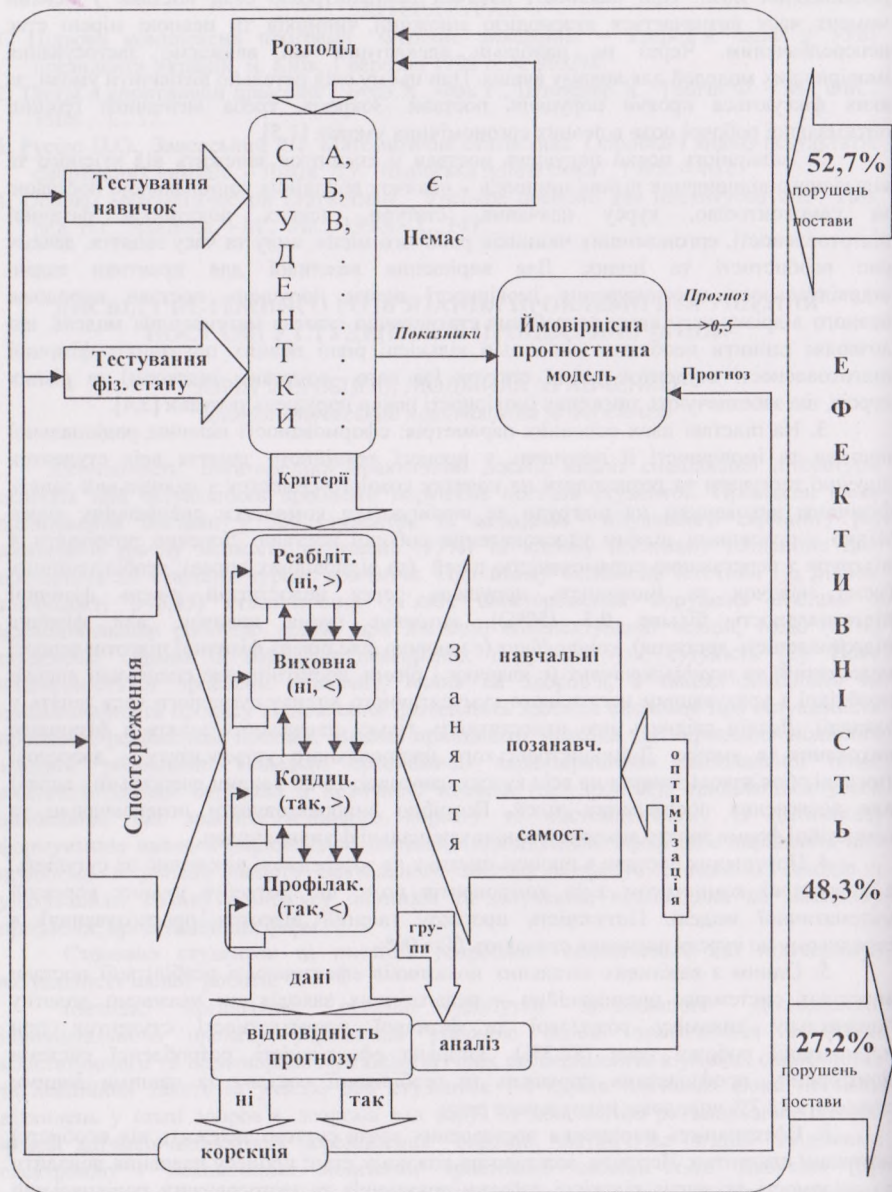 Розподіл
Тестування
навичок
С
Т
У
Д
Е
Н
Т
К
И
А,
Б,
В,
.
.
.
.
.
.
Є
Немає
52,7%
порушень
постави
Тестування
фіз. стану
Показники
Ймовірнісна
прогностична
модель
Прогноз
>0,5
Прогноз
Критерії
Е
Ф
Е
К
Т
И
В
Н
І
С
Т
Ь
Спостереження
Реабіліт.
(ні, >)
Виховна
(ні, <)
Кондиц.
(так, >)
Профілак.
(так, <)
З
а
н
я
т
т
я
навчальні
позанавч.
самост.
о
п
т
и
м
і
з
а
ц
і
я
48,3%
гру-
пи
дані
відповідність
прогнозу
аналіз
27,2%
порушень
постави
ні
так
корекція